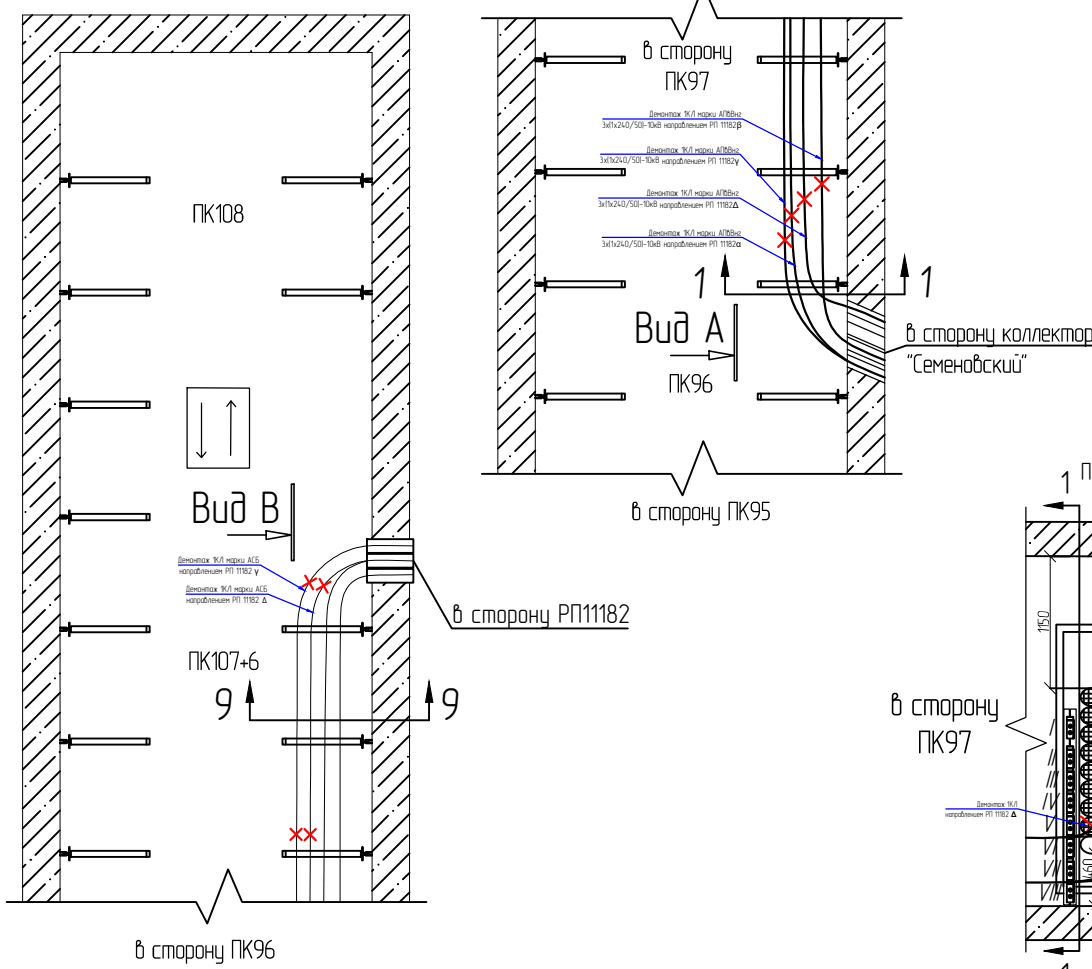 ПК108
Вид В
Демонтаж 1КЛ марки АСБ
направлением РП 11182 γ
Демонтаж 1КЛ марки АСБ
направлением РП 11182 Δ
в сторону РП11182
ПК107+6
9
9
в сторону ПК96
в сторону
ПК97
Демонтаж 1КЛ марки АПвВнг
3х(1х240/50)-10кВ направлением РП 11182β
Демонтаж 1КЛ марки АПвВнг
3х(1х240/50)-10кВ направлением РП 11182γ
Демонтаж 1КЛ марки АПвВнг
3х(1х240/50)-10кВ направлением РП 11182Δ
Демонтаж 1КЛ марки АПвВнг
3х(1х240/50)-10кВ направлением РП 11182α
1
1
Вид А
ПК96
в сторону коллектор
"Семеновский"
в сторону ПК95
1
П
1150
в сторону
ПК97
Демонтаж 1КЛ
направлением РП 11182 Δ
460